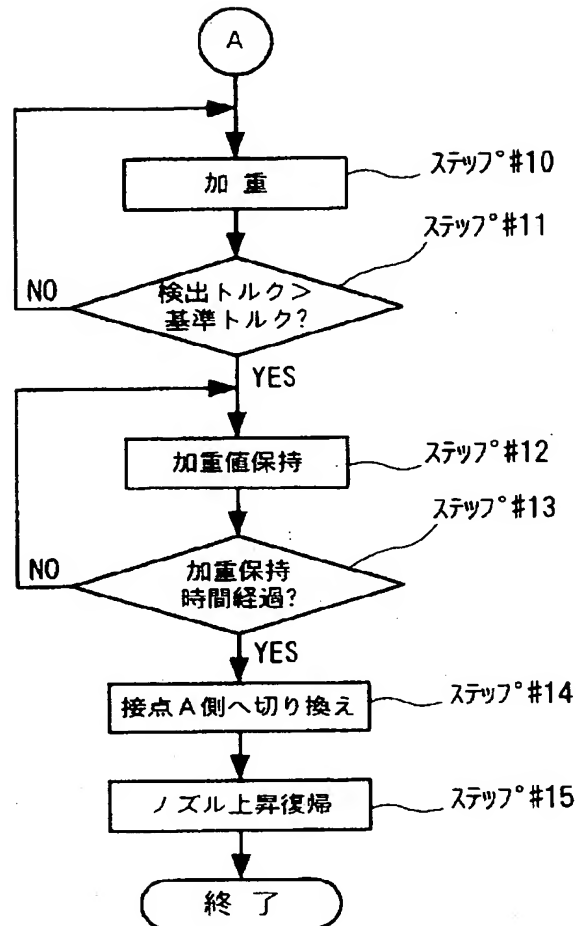 A
加重
ステップ#10
ステップ#11
検出トルク>
基準トルク?
NO
YES
加重値保持
ステップ#12
ステップ#13
加重保持
時間経過?
NO
YES
接点A側へ切り換え
ステップ#14
ノズル上昇復帰
ステップ#15
終了